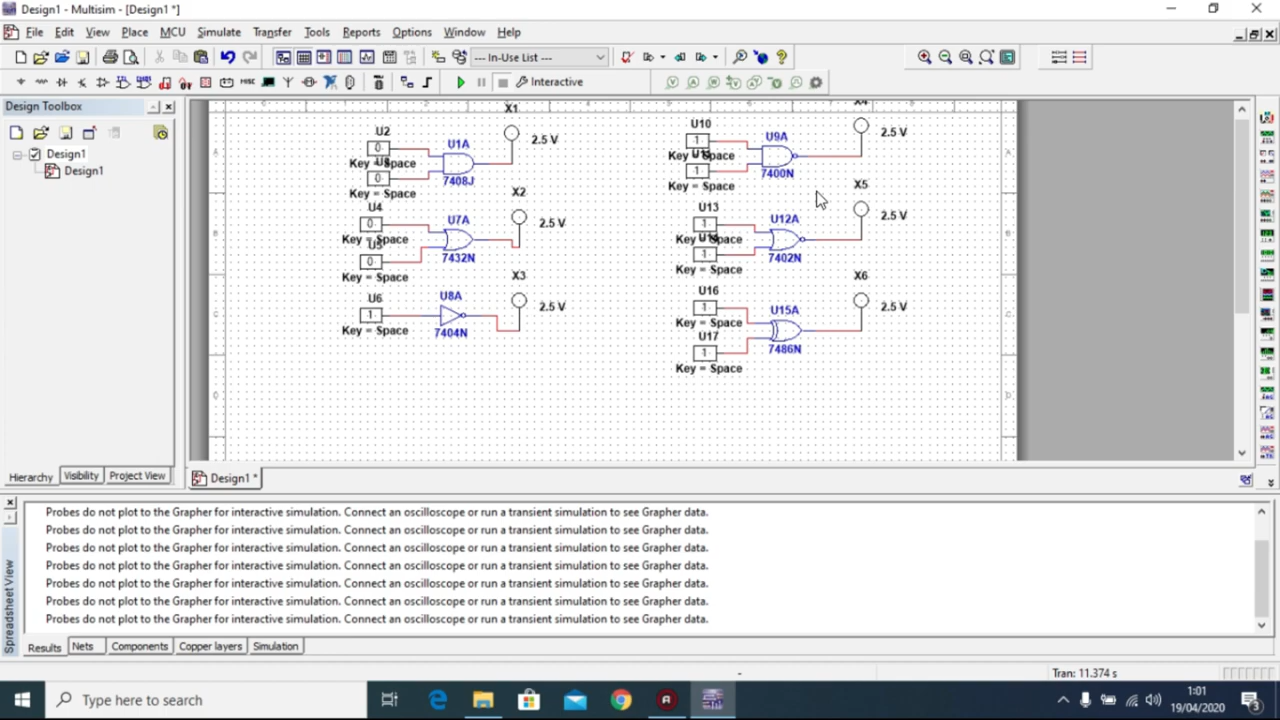 Design1 - Multisim - [Design1 *]
File Edit View Place MCU Simulate Transfer Tools Reports Options Window Help
--- In-Use List ---
Interactive
Design Toolbox
Design1
Design1
Hierarchy Visibility Project View
X1
U2
0
U1A
2.5 V
Key = Space
0
7408J
Key = Space
X2
U4
0
U7A
2.5 V
Key = Space
0
7432N
Key = Space
X3
U6
U8A
2.5 V
1
Key = Space
7404N
X4
U10
1
U9A
2.5 V
Key = Space
1
7400N
Key = Space
X5
U13
1
U12A
2.5 V
Key = Space
1
7402N
Key = Space
X6
U16
1
U15A
2.5 V
Key = Space
U17
1
7486N
Key = Space
Design1 *
Probes do not plot to the Grapher for interactive simulation. Connect an oscilloscope or run a transient simulation to see Grapher data.
Probes do not plot to the Grapher for interactive simulation. Connect an oscilloscope or run a transient simulation to see Grapher data.
Probes do not plot to the Grapher for interactive simulation. Connect an oscilloscope or run a transient simulation to see Grapher data.
Probes do not plot to the Grapher for interactive simulation. Connect an oscilloscope or run a transient simulation to see Grapher data.
Probes do not plot to the Grapher for interactive simulation. Connect an oscilloscope or run a transient simulation to see Grapher data.
Probes do not plot to the Grapher for interactive simulation. Connect an oscilloscope or run a transient simulation to see Grapher data.
Probes do not plot to the Grapher for interactive simulation. Connect an oscilloscope or run a transient simulation to see Grapher data.
Spreadsheet View
Results Nets Components Copper layers Simulation
Tran: 11.374 s
Type here to search
1:01
19/04/2020
3